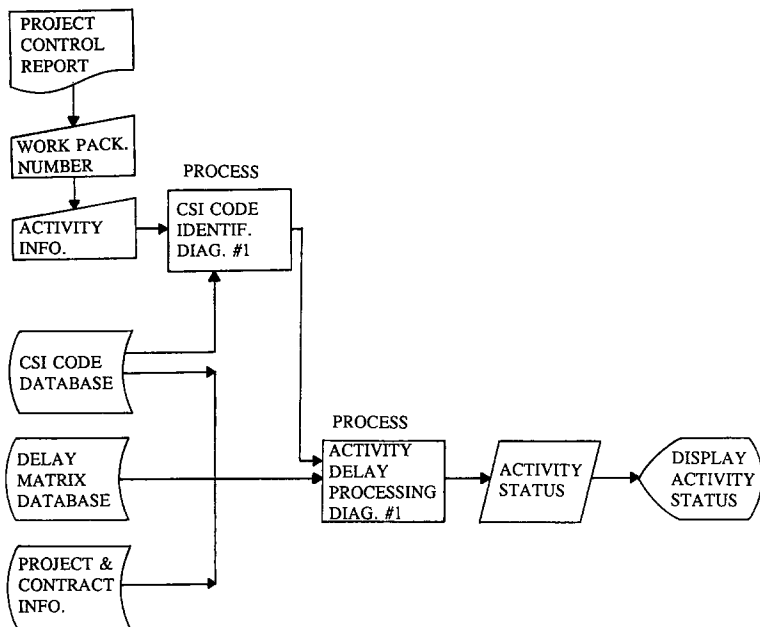 PROJECT
CONTROL
REPORT
WORK PACK.
NUMBER
PROCESS
ACTIVITY
INFO.
CSI CODE
IDENTIF.
DIAG. #1
CSI CODE
DATABASE
PROCESS
DELAY
MATRIX
DATABASE
ACTIVITY
DELAY
PROCESSING
DIAG. #1
ACTIVITY
STATUS
DISPLAY
ACTIVITY
STATUS
PROJECT &
CONTRACT
INFO.